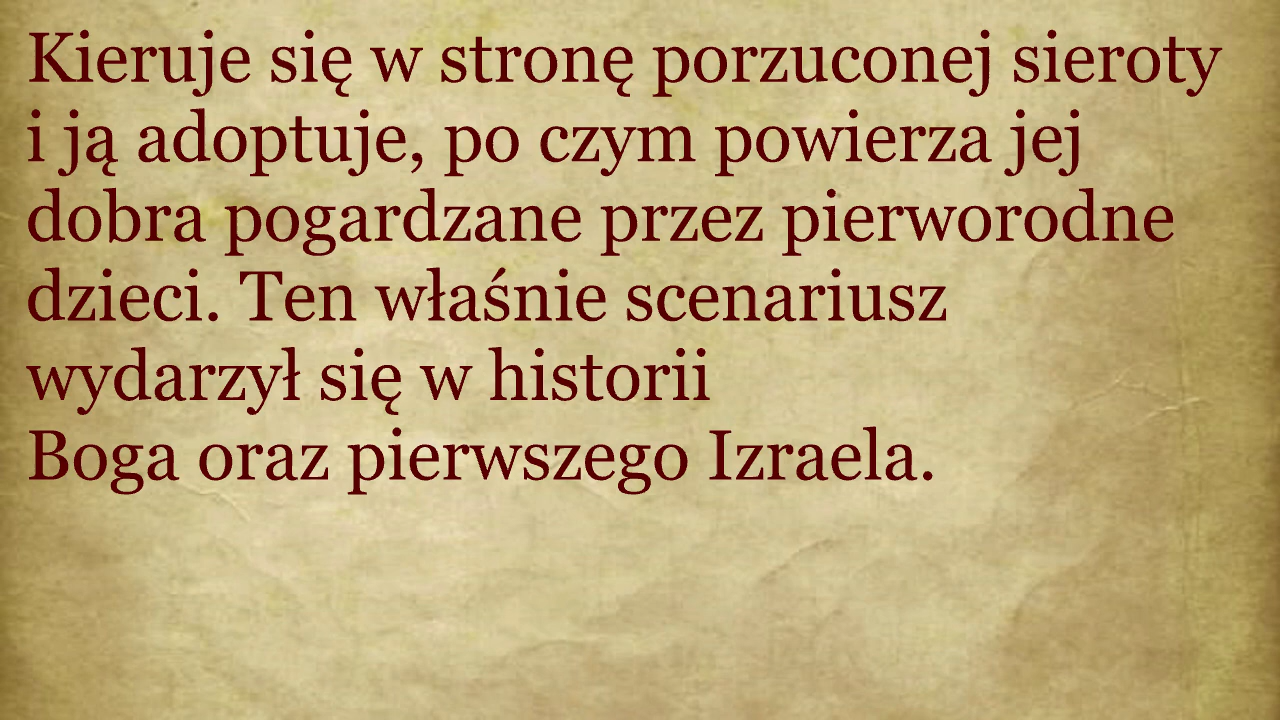 Kieruje się w stronę porzuconej sieroty
i ją adoptuje, po czym powierza jej
dobra pogardzane przez pierworodne
dzieci. Ten właśnie scenariusz
wydarzył się w historii
Boga oraz pierwszego Izraela.